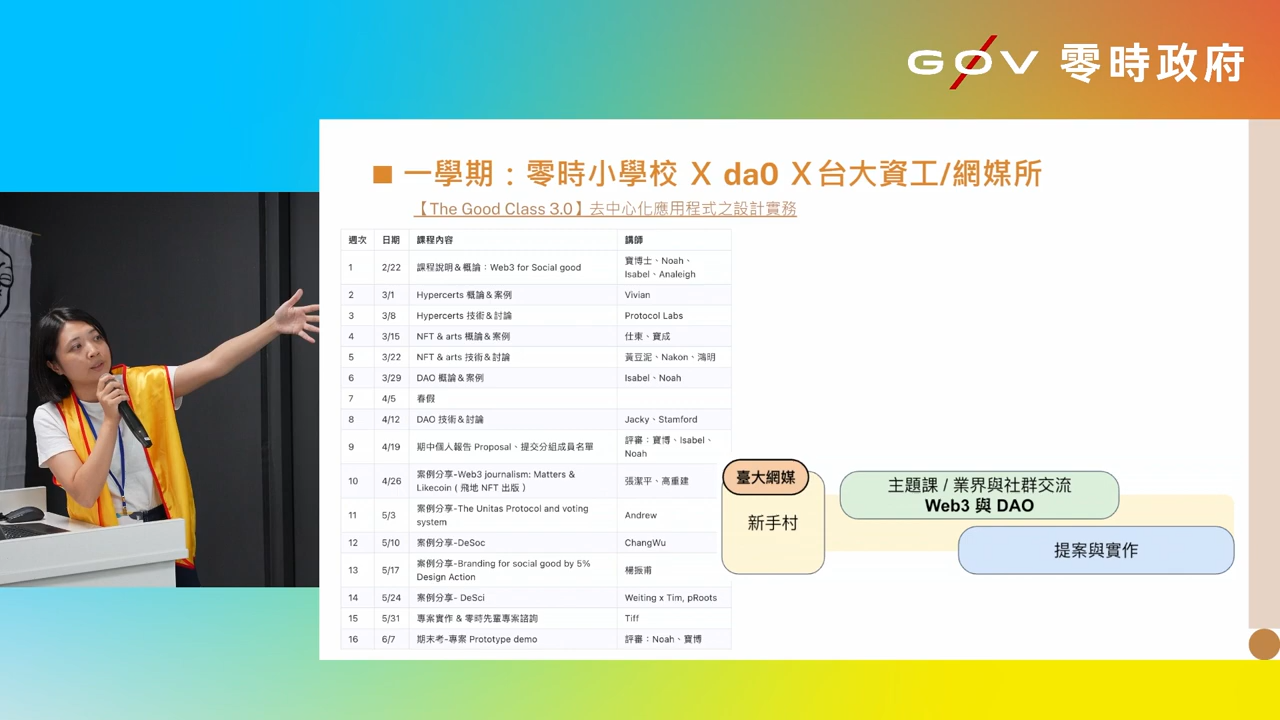 GØV 零時政府
一學期：零時小學校 X da0 X 台大資工/網媒所
【The Good Class 3.0】去中心化應用程式之設計實務
週次 日期 課程內容 講師
1 2/22 課程說明＆概論：Web3 for Social good 寶博士、Noah、
Isabel、Analeigh
2 3/1 Hypercerts 概論＆案例 Vivian
3 3/8 Hypercerts 技術＆討論 Protocol Labs
4 3/15 NFT & arts 概論＆案例 仕東、寶成
5 3/22 NFT & arts 技術＆討論 黃豆泥、Nakon、鴻明
6 3/29 DAO 概論＆案例 Isabel、Noah
7 4/5 春假
8 4/12 DAO 技術＆討論 Jacky、Stamford
9 4/19 期中個人報告 Proposal、提交分組成員名單 評審：寶博、Isabel、
Noah
10 4/26 案例分享-Web3 journalism: Matters &
Likecoin ( 飛地 NFT 出版 ) 張潔平、高重建
11 5/3 案例分享-The Unitas Protocol and voting
system Andrew
12 5/10 案例分享-DeSoc ChangWu
13 5/17 案例分享-Branding for social good by 5%
Design Action 楊振甫
14 5/24 案例分享- DeSci Weiting x Tim, pRoots
15 5/31 專案實作 & 零時先輩專案諮詢 Tiff
16 6/7 期末考-專案 Prototype demo 評審：Noah、寶博
臺大網媒
新手村
主題課 / 業界與社群交流
Web3 與 DAO
提案與實作